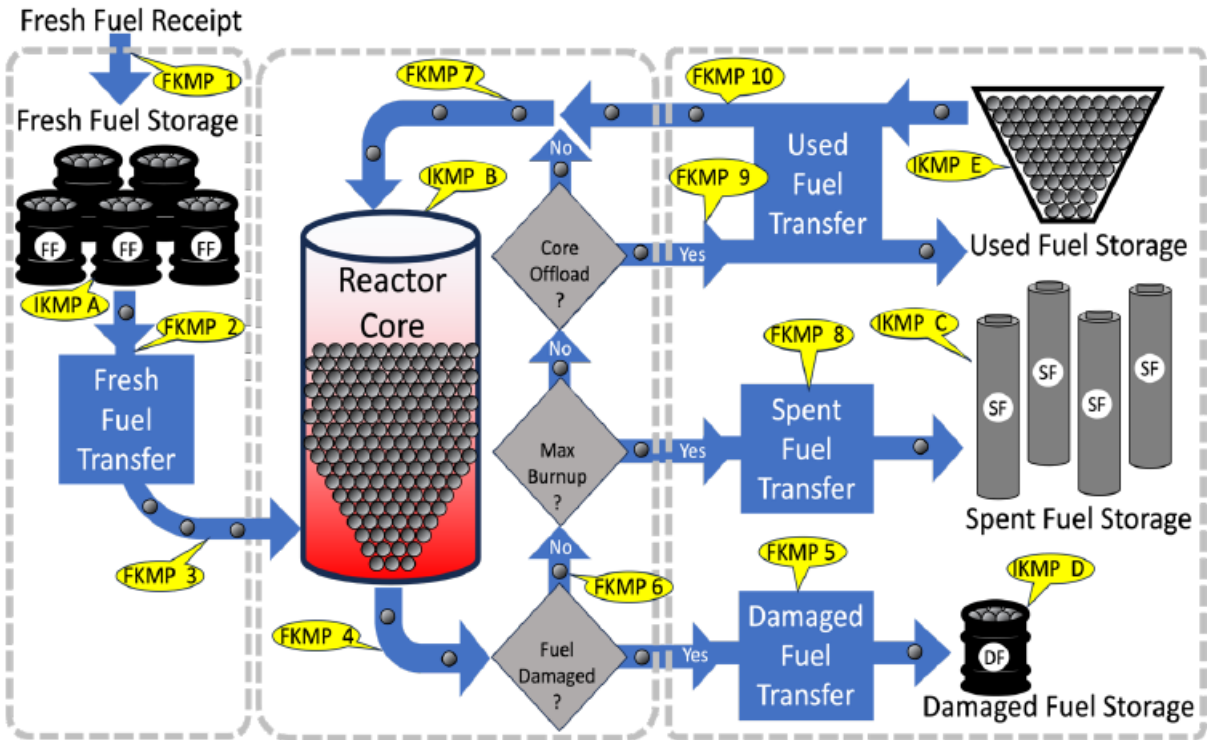 Fresh Fuel Receipt
FKMP 1
Fresh Fuel Storage
FF
FF
FF
IKMP A
FKMP 2
Fresh
Fuel
Transfer
FKMP 3
FKMP 7
IKMP B
Reactor
Core
FKMP 4
No
Core
Offload
?
Yes
No
Max
Burnup
?
Yes
No
FKMP 6
Fuel
Damaged
?
Yes
FKMP 10
FKMP 9
Used
Fuel
Transfer
IKMP E
Used Fuel Storage
FKMP 8
Spent
Fuel
Transfer
IKMP C
SF
SF
SF
SF
Spent Fuel Storage
FKMP 5
Damaged
Fuel
Transfer
IKMP D
DF
Damaged Fuel Storage